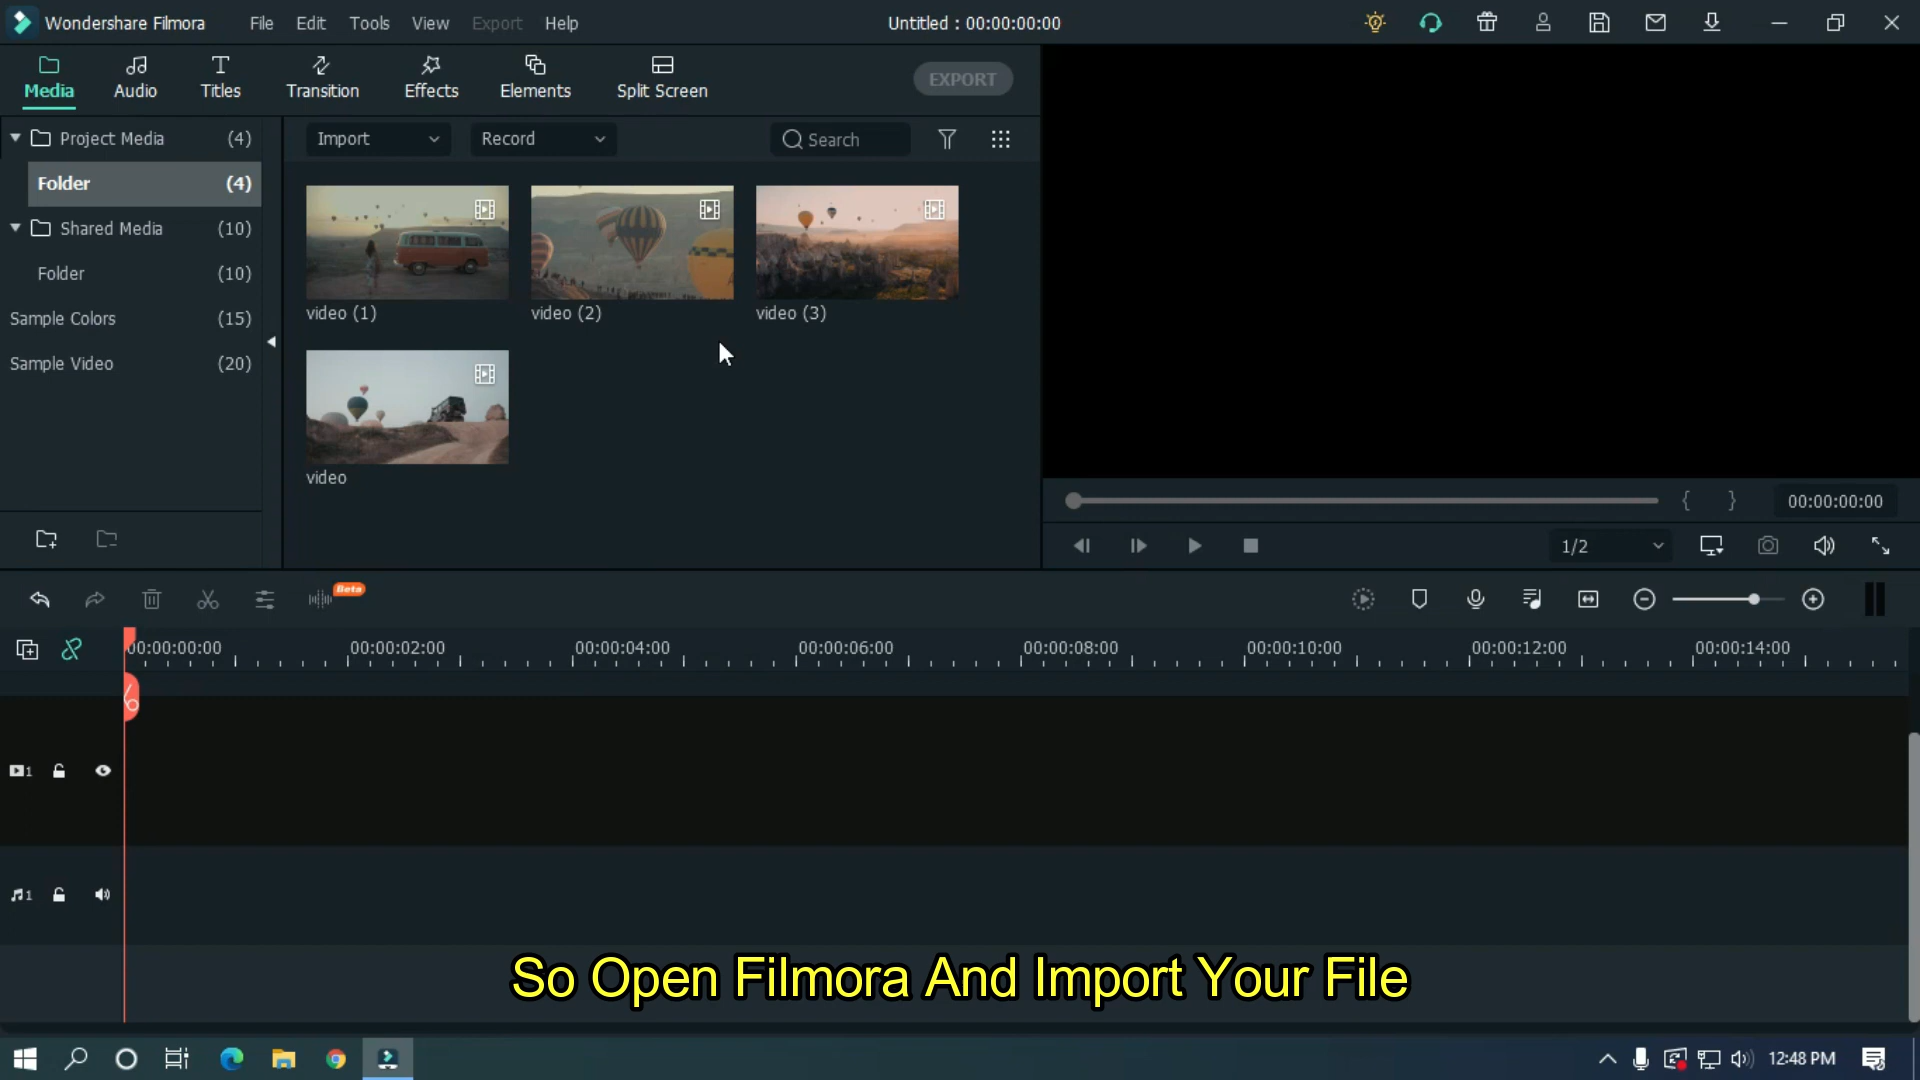 Wondershare Filmora File Edit Tools View Export Help Untitled : 00:00:00:00
Media Audio Titles Transition Effects Elements Split Screen EXPORT
Project Media (4)
Folder (4)
Shared Media (10)
Folder (10)
Sample Colors (15)
Sample Video (20)
Import Record Search
video (1) video (2) video (3)
video
00:00:00:00
1/2
Beta
00:00:00:00 00:00:02:00 00:00:04:00 00:00:06:00 00:00:08:00 00:00:10:00 00:00:12:00 00:00:14:00
1
1
So Open Filmora And Import Your File
12:48 PM